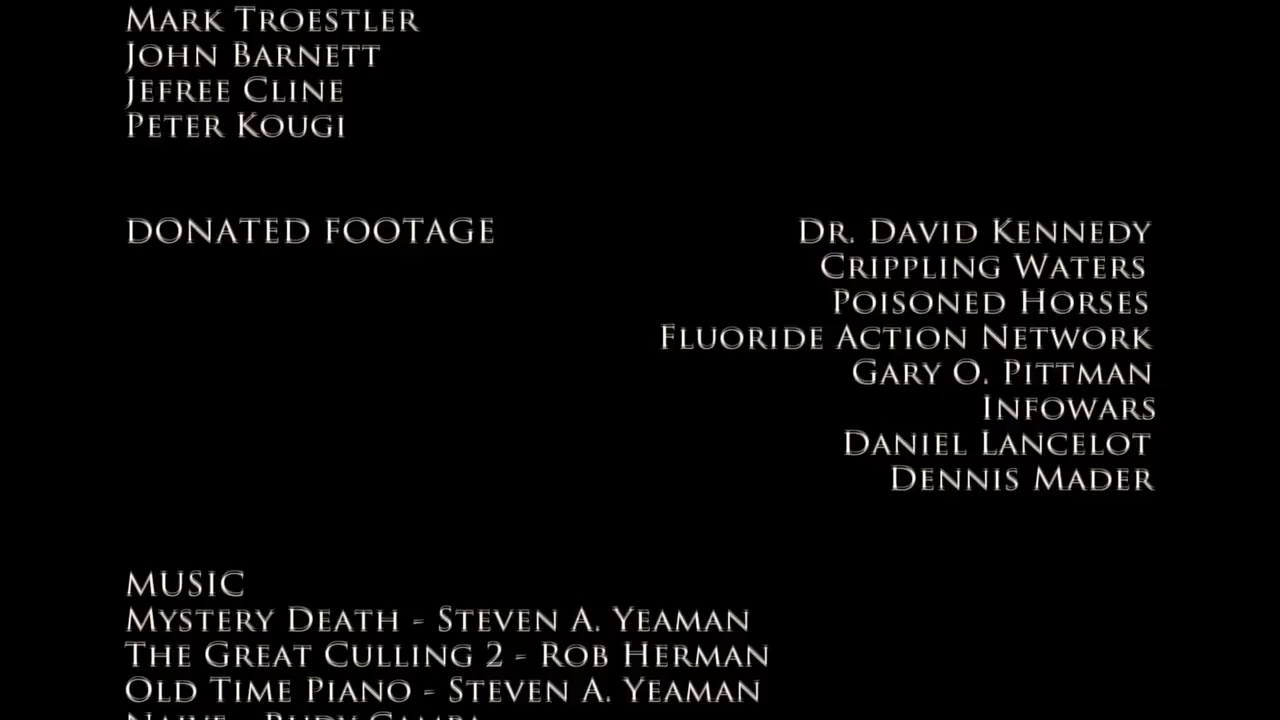 MARK TROESTLER
JOHN BARNETT
JEFREE CLINE
PETER KOUGI
DONATED FOOTAGE
DR. DAVID KENNEDY
CRIPPLING WATERS
POISONED HORSES
FLUORIDE ACTION NETWORK
GARY O. PITTMAN
INFOWARS
DANIEL LANCELOT
DENNIS MADER
MUSIC
MYSTERY DEATH - STEVEN A. YEAMAN
THE GREAT CULLING 2 - ROB HERMAN
OLD TIME PIANO - STEVEN A. YEAMAN